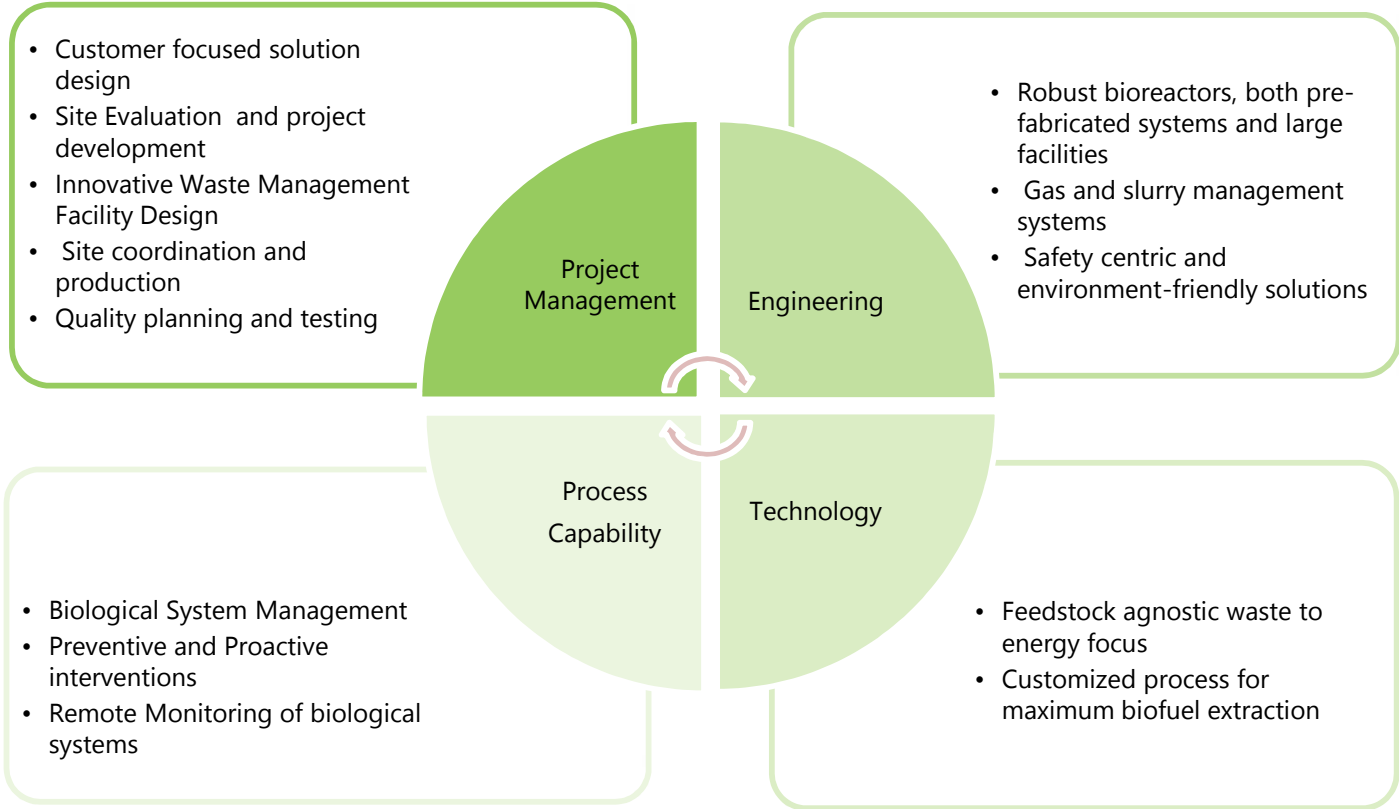 • Customer focused solution
design
• Site Evaluation and project
development
• Innovative Waste Management
Facility Design
• Site coordination and
production
• Quality planning and testing
• Robust bioreactors, both pre-
fabricated systems and large
facilities
• Gas and slurry management
systems
• Safety centric and
environment-friendly solutions
Project
Management
Engineering
Process
Capability
Technology
• Biological System Management
• Preventive and Proactive
interventions
• Remote Monitoring of biological
systems
• Feedstock agnostic waste to
energy focus
• Customized process for
maximum biofuel extraction